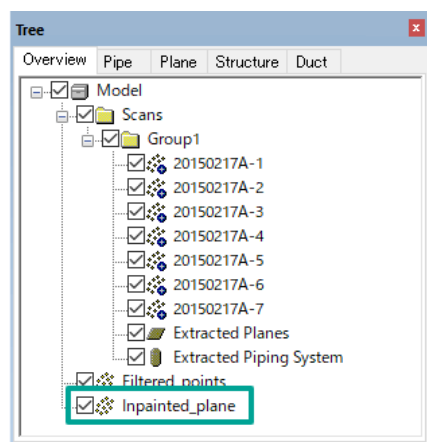 Tree
Overview Pipe Plane Structure Duct
Model
Scans
Group1
20150217A-1
20150217A-2
20150217A-3
20150217A-4
20150217A-5
20150217A-6
20150217A-7
Extracted Planes
Extracted Piping System
Filtered_points
Inpainted_plane